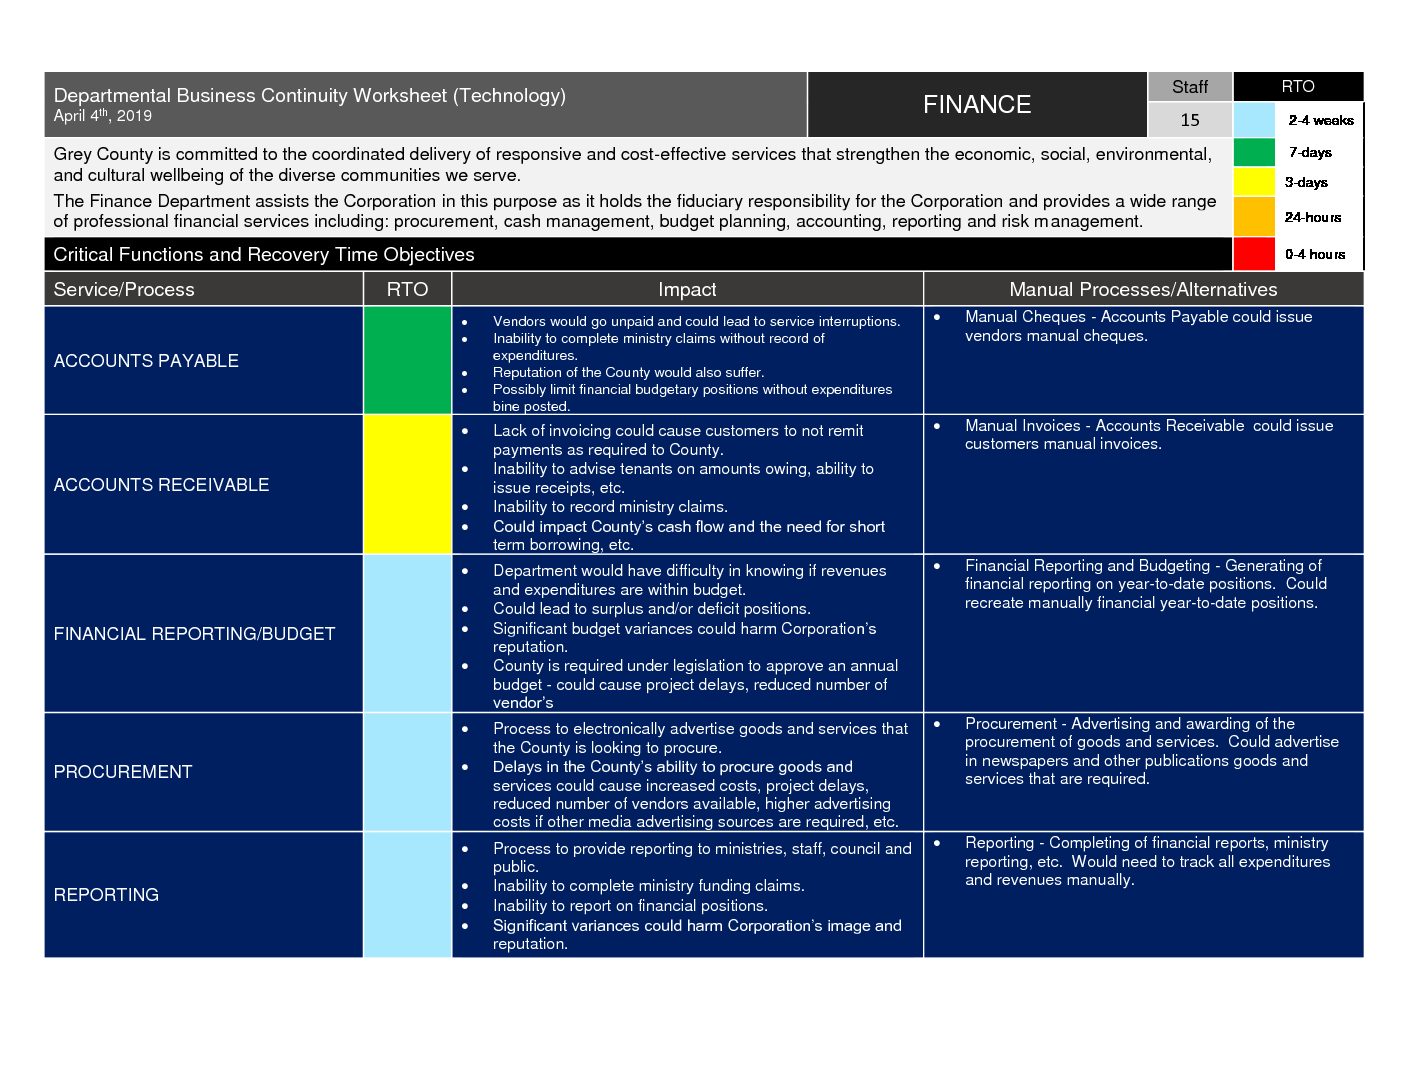 Departmental Business Continuity Worksheet (Technology)
April 4th, 2019
FINANCE
Staff
15
RTO
2-4 weeks
7-days
3-days
24-hours
0-4 hours
Grey County is committed to the coordinated delivery of responsive and cost-effective services that strengthen the economic, social, environmental,
and cultural wellbeing of the diverse communities we serve.
The Finance Department assists the Corporation in this purpose as it holds the fiduciary responsibility for the Corporation and provides a wide range
of professional financial services including: procurement, cash management, budget planning, accounting, reporting and risk management.
Critical Functions and Recovery Time Objectives
Service/Process
RTO
Impact
Manual Processes/Alternatives
ACCOUNTS PAYABLE
• Vendors would go unpaid and could lead to service interruptions.
• Inability to complete ministry claims without record of
expenditures.
• Reputation of the County would also suffer.
• Possibly limit financial budgetary positions without expenditures
bine posted.
• Manual Cheques - Accounts Payable could issue
vendors manual cheques.
ACCOUNTS RECEIVABLE
• Lack of invoicing could cause customers to not remit
payments as required to County.
• Inability to advise tenants on amounts owing, ability to
issue receipts, etc.
• Inability to record ministry claims.
• Could impact County's cash flow and the need for short
term borrowing, etc.
• Manual Invoices - Accounts Receivable could issue
customers manual invoices.
FINANCIAL REPORTING/BUDGET
• Department would have difficulty in knowing if revenues
and expenditures are within budget.
• Could lead to surplus and/or deficit positions.
• Significant budget variances could harm Corporation's
reputation.
• County is required under legislation to approve an annual
budget - could cause project delays, reduced number of
vendor's
• Financial Reporting and Budgeting - Generating of
financial reporting on year-to-date positions. Could
recreate manually financial year-to-date positions.
PROCUREMENT
• Process to electronically advertise goods and services that
the County is looking to procure.
• Delays in the County's ability to procure goods and
services could cause increased costs, project delays,
reduced number of vendors available, higher advertising
costs if other media advertising sources are required, etc.
• Procurement - Advertising and awarding of the
procurement of goods and services. Could advertise
in newspapers and other publications goods and
services that are required.
REPORTING
• Process to provide reporting to ministries, staff, council and
public.
• Inability to complete ministry funding claims.
• Inability to report on financial positions.
• Significant variances could harm Corporation's image and
reputation.
• Reporting - Completing of financial reports, ministry
reporting, etc. Would need to track all expenditures
and revenues manually.